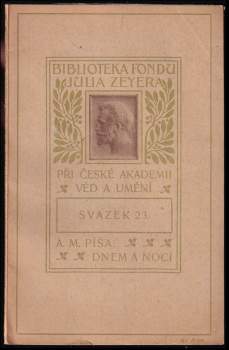 BIBLIOTEKA FONDU
JULIA ZEYERA
PŘI ČESKÉ AKADEMII
VĚD A UMĚNÍ
SVAZEK 23.
A. M. PÍŠA:
DNEM A NOCÍ